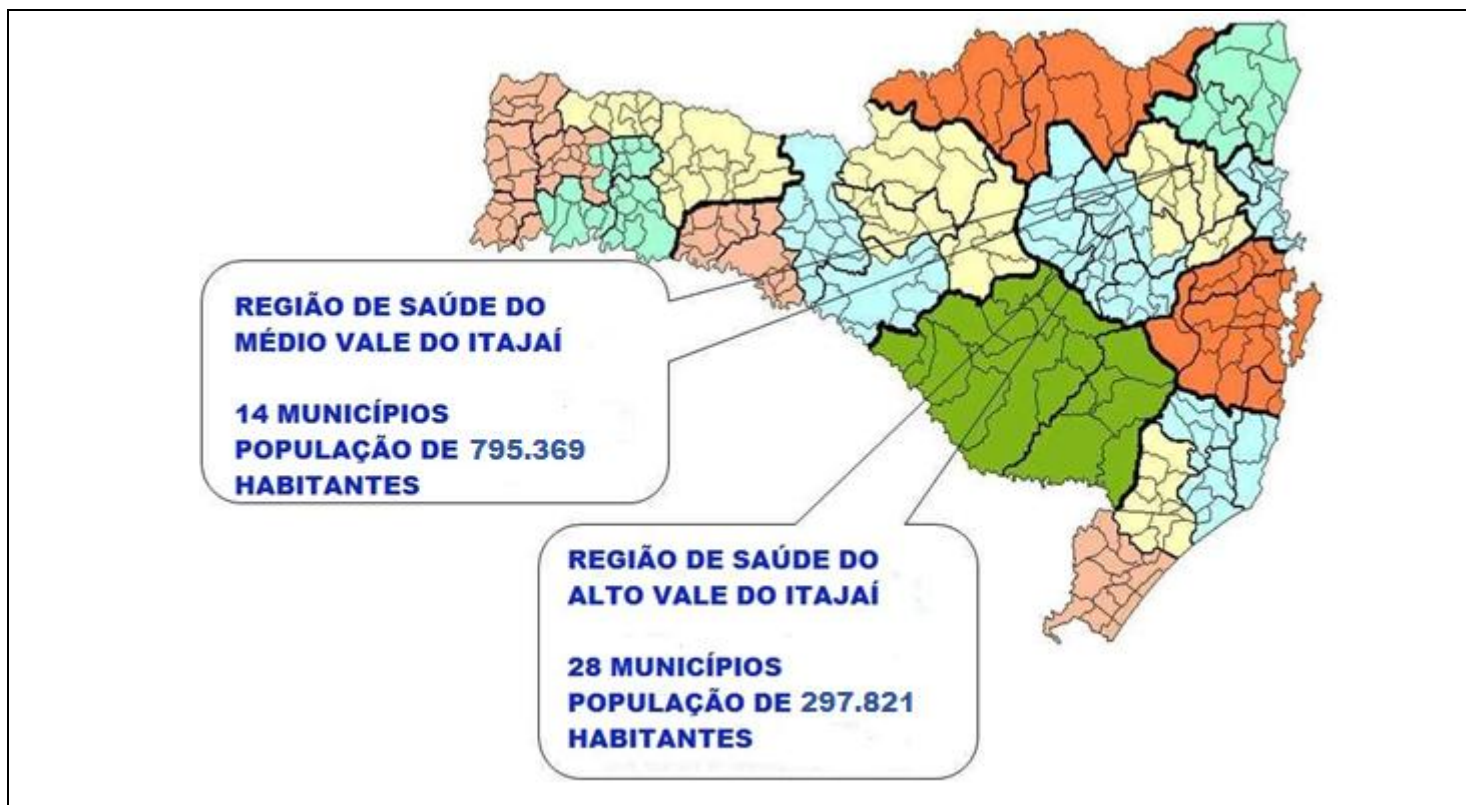 REGIÃO DE SAÚDE DO
MÉDIO VALE DO ITAJAÍ
14 MUNICÍPIOS
POPULAÇÃO DE 795.369
HABITANTES
REGIÃO DE SAÚDE DO
ALTO VALE DO ITAJAÍ
28 MUNICÍPIOS
POPULAÇÃO DE 297.821
HABITANTES